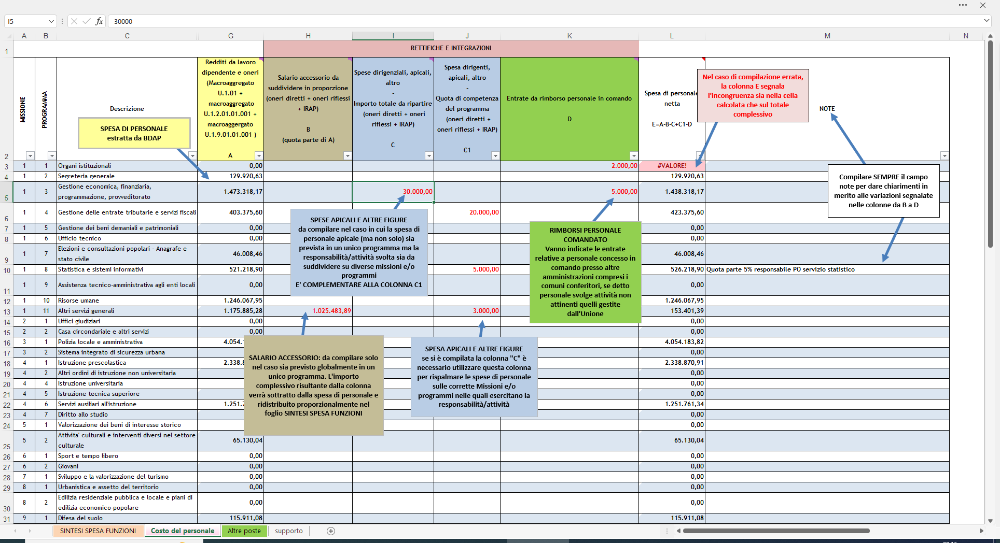 I5
fx
30000
A B C G H I J K L M N
1
RETTIFICHE E INTEGRAZIONI
2
MISSIONE
PROGRAMMA
Descrizione
Redditi da lavoro
dipendente e oneri
(Macroaggregato
U.1.01 +
macroaggregato
U.1.2.01.01.001 +
macroaggergato
U.1.9.01.01.001 )
A
Salario accessorio da
suddividere in proporzione
(oneri diretti + oneri riflessi
+ IRAP)
B
(quota parte di A)
Spese dirigenziali, apicali,
altro
-
Importo totale da ripartire
(oneri diretti + oneri
riflessi + IRAP)
C
Spesa dirigenti,
apicali, altro
-
Quota di competenza
del programma
(oneri diretti +
oneri riflessi + IRAP)
C1
Entrate da rimborso personale in comando
D
Spesa di personale
netta
E=A-B-C+C1-D
NOTE
SPESA DI PERSONALE
estratta da BDAP
Nel caso di compilazione errata,
la colonna E segnala
l'incongruenza sia nella cella
calcolata che sul totale
complessivo
Compilare SEMPRE il campo
note per dare chiarimenti in
merito alle variazioni segnalate
nelle colonne da B a D
3 1 1 Organi istituzionali 0,00 2.000,00 #VALORE!
4 1 2 Segreteria generale 129.920,63 129.920,63
5 1 3 Gestione economica, finanziaria,
programmazione, provveditorato 1.473.318,17 30.000,00 5.000,00 1.438.318,17
6 1 4 Gestione delle entrate tributarie e servizi fiscali 403.375,60 20.000,00 423.375,60
7 1 5 Gestione dei beni demaniali e patrimoniali 0,00 0,00
8 1 6 Ufficio tecnico 0,00 0,00
9 1 7 Elezioni e consultazioni popolari - Anagrafe e
stato civile 46.008,46 46.008,46
10 1 8 Statistica e sistemi informativi 521.218,90 5.000,00 526.218,90 Quota parte 5% responsabile PO servizio statistico
11 1 9 Assistenza tecnico-amministrativa agli enti locali 0,00 0,00
12 1 10 Risorse umane 1.246.067,95 1.246.067,95
13 1 11 Altri servizi generali 1.175.885,28 1.025.483,89 3.000,00 153.401,39
14 2 1 Uffici giudiziari 0,00 0,00
15 2 2 Casa circondariale e altri servizi 0,00 0,00
16 3 1 Polizia locale e amministrativa 4.054. 4.054.183,82
17 3 2 Sistema integrato di sicurezza urbana 0,00
18 4 1 Istruzione prescolastica 2.338. 2.338.870,91
19 4 2 Altri ordini di istruzione non universitaria 0,00
20 4 4 Istruzione universitaria 0,00
21 4 5 Istruzione tecnica superiore 0,00
22 4 6 Servizi ausiliari all'istruzione 1.251. 1.251.761,34
23 4 7 Diritto allo studio 0,00
24 5 1 Valorizzazione dei beni di interesse storico 0,00
25 5 2 Attivita' culturali e interventi diversi nel settore
culturale 65.130,04 65.130,04
26 6 1 Sport e tempo libero 0,00 0,00
27 6 2 Giovani 0,00 0,00
28 7 1 Sviluppo e la valorizzazione del turismo 0,00 0,00
29 8 1 Urbanistica e assetto del territorio 0,00 0,00
30 8 2 Edilizia residenziale pubblica e locale e piani di
edilizia economico-popolare 0,00 0,00
31 9 1 Difesa del suolo 115.911,08 115.911,08
SPESE APICALI E ALTRE FIGURE
da compilare nel caso in cui la spesa di
personale apicale (ma non solo) sia
prevista in un unico programma ma la
responsabilità/attività svolta sia da
suddividere su diverse missioni e/o
programmi
E' COMPLEMENTARE ALLA COLONNA C1
RIMBORSI PERSONALE
COMANDATO
Vanno indicate le entrate
relative a personale concesso in
comando presso altre
amministrazioni compresi i
comuni conferitori, se detto
personale svolge attività non
attinenti quelli gestite
dall'Unione
SALARIO ACCESSORIO: da compilare solo
nel caso sia previsto globalmente in un
unico programma. L'importo
complessivo risultante dalla colonna
verrà sottratto dalla spesa di personale e
ridistribuito proporzionalmente nel
foglio SINTESI SPESA FUNZIONI
SPESA APICALI E ALTRE FIGURE
se si è compilata la colonna "C" è
necessario utilizzare questa colonna
per rispalmare le spese di personale
sulle corrette Missioni e/o
programmi nelle quali esercitano la
responsabilità/attività
SINTESI SPESA FUNZIONI Costo del personale Altre poste supporto